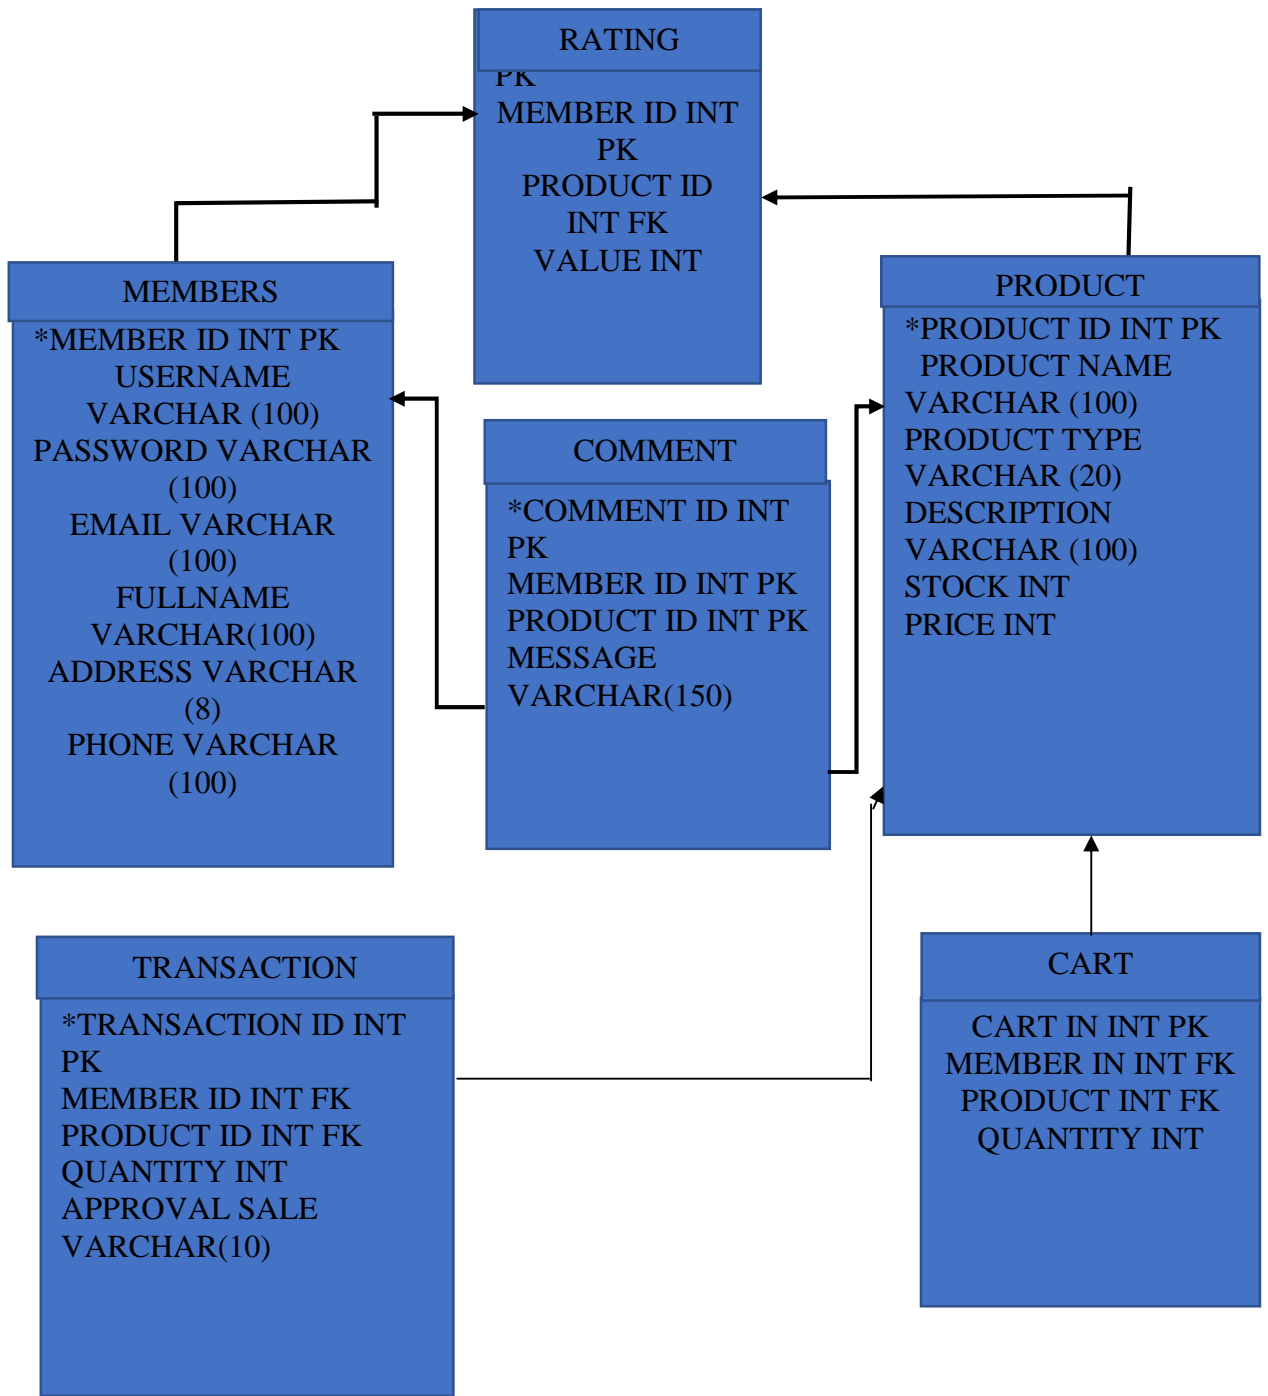 RATING
PK
MEMBER ID INT
PK
PRODUCT ID
INT FK
VALUE INT
MEMBERS
*MEMBER ID INT PK
USERNAME
VARCHAR (100)
PASSWORD VARCHAR
(100)
EMAIL VARCHAR
(100)
FULLNAME
VARCHAR(100)
ADDRESS VARCHAR
(8)
PHONE VARCHAR
(100)
COMMENT
*COMMENT ID INT
PK
MEMBER ID INT PK
PRODUCT ID INT PK
MESSAGE
VARCHAR(150)
PRODUCT
*PRODUCT ID INT PK
PRODUCT NAME
VARCHAR (100)
PRODUCT TYPE
VARCHAR (20)
DESCRIPTION
VARCHAR (100)
STOCK INT
PRICE INT
TRANSACTION
*TRANSACTION ID INT
PK
MEMBER ID INT FK
PRODUCT ID INT FK
QUANTITY INT
APPROVAL SALE
VARCHAR(10)
CART
CART IN INT PK
MEMBER IN INT FK
PRODUCT INT FK
QUANTITY INT